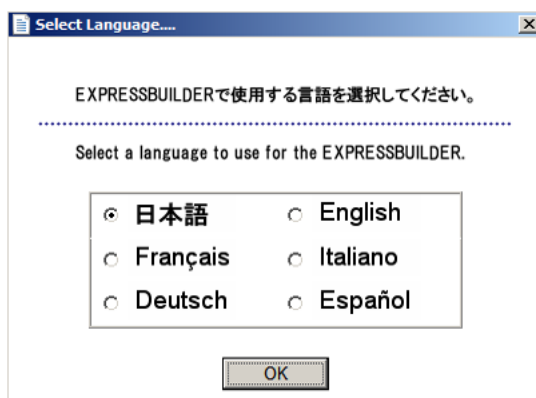 Select Language....
EXPRESSBUILDERで使用する言語を選択してください。
Select a language to use for the EXPRESSBUILDER.
日本語 English
Français Italiano
Deutsch Español
OK